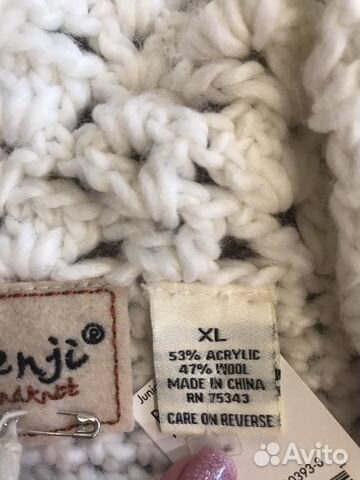 enji®
XL
53% ACRYLIC
47% WOOL
MADE IN CHINA
RN 75343
CARE ON REVERSE
Avito